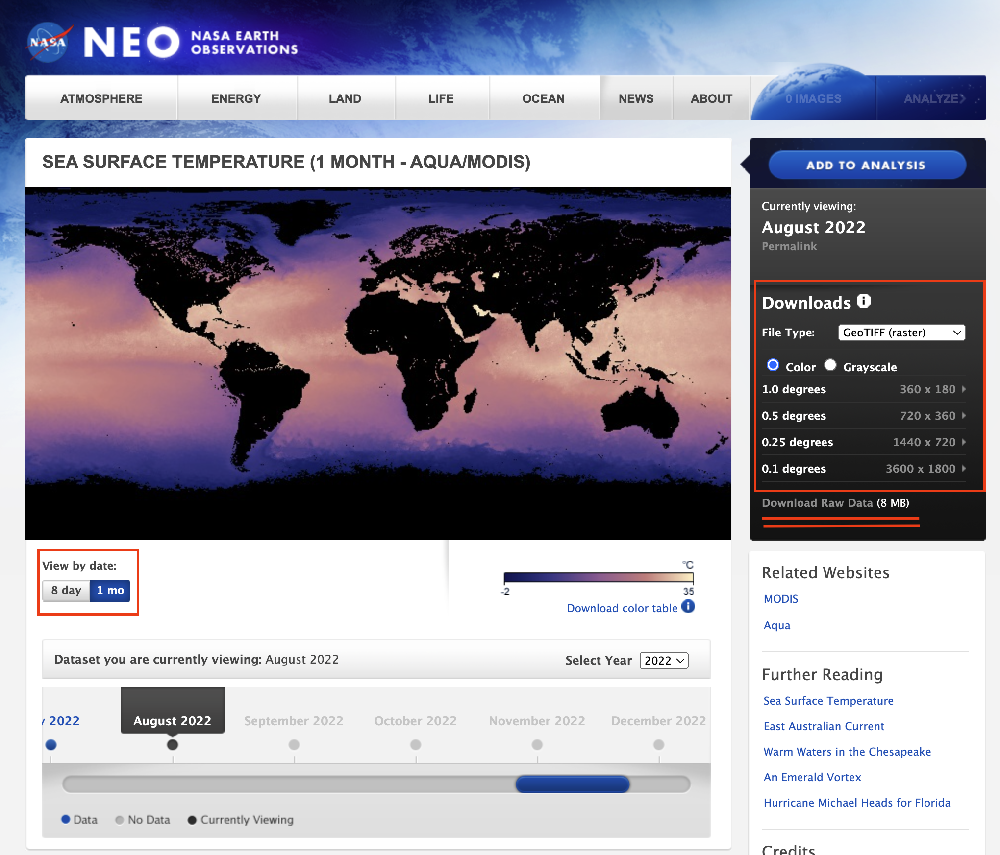 NASA
NEO
NASA EARTH
OBSERVATIONS
ATMOSPHERE
ENERGY
LAND
LIFE
OCEAN
NEWS
ABOUT
0 IMAGES
ANALYZE
SEA SURFACE TEMPERATURE (1 MONTH - AQUA/MODIS)
ADD TO ANALYSIS
Currently viewing:
August 2022
Permalink
Downloads
File Type: GeoTIFF (raster)
Color Grayscale
1.0 degrees 360 x 180
0.5 degrees 720 x 360
0.25 degrees 1440 x 720
0.1 degrees 3600 x 1800
Download Raw Data (8 MB)
View by date:
8 day 1 mo
°C
-2 35
Download color table
Dataset you are currently viewing: August 2022
Select Year 2022
y 2022
August 2022
September 2022
October 2022
November 2022
December 2022
Data No Data Currently Viewing
Related Websites
MODIS
Aqua
Further Reading
Sea Surface Temperature
East Australian Current
Warm Waters in the Chesapeake
An Emerald Vortex
Hurricane Michael Heads for Florida
Credits